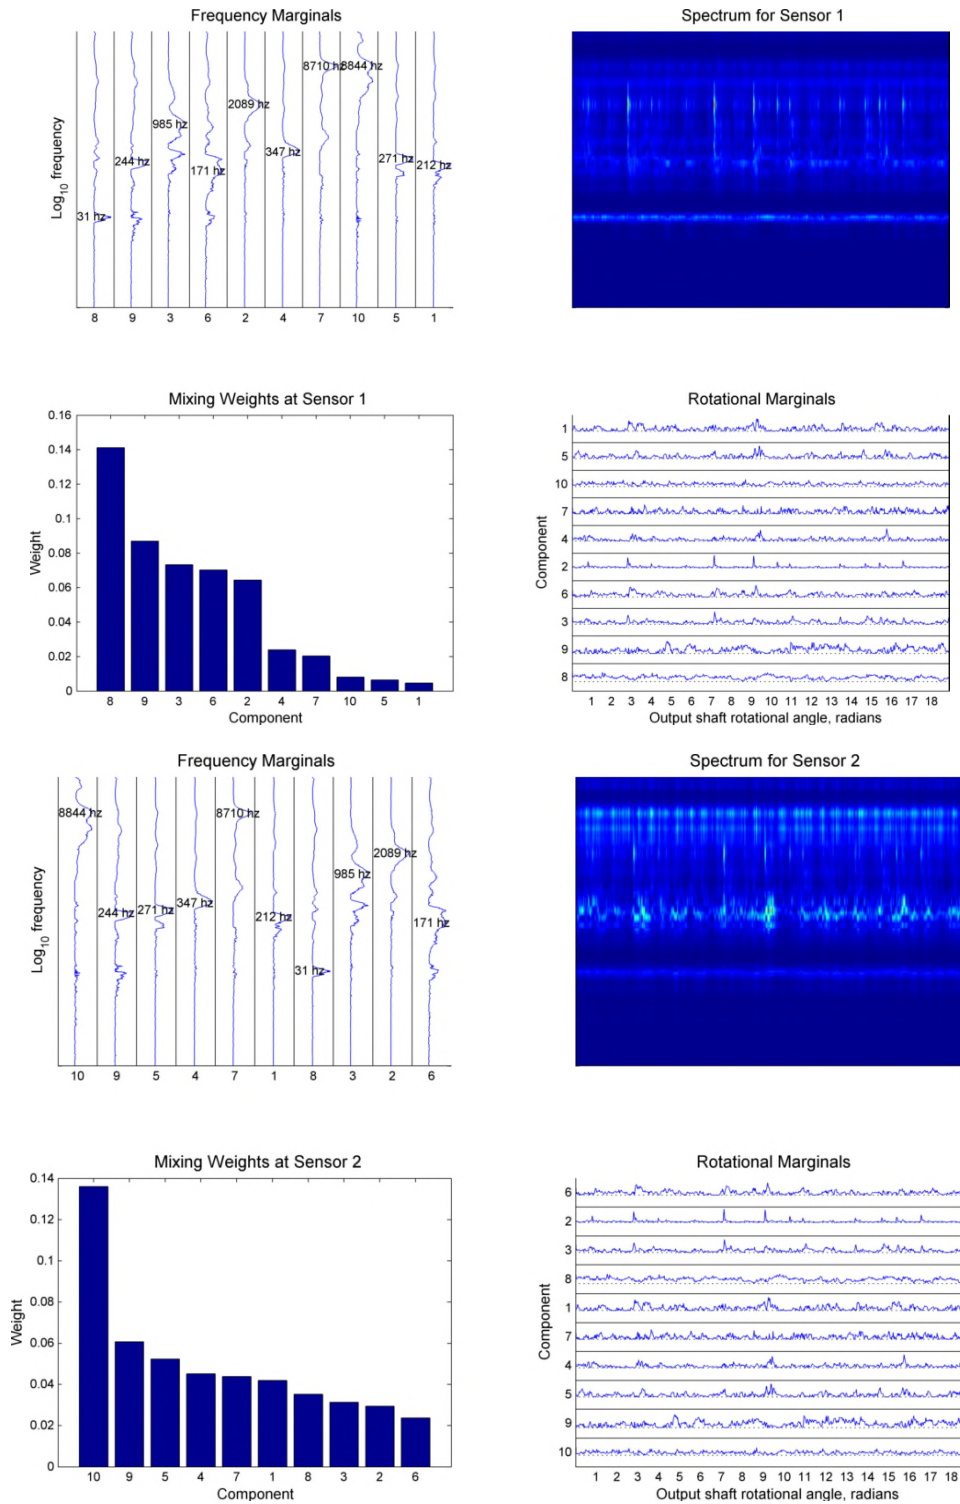 Frequency Marginals
Log10 frequency
31 hz
244 hz
985 hz
171 hz
2089 hz
347 hz
8710 hz
8844 hz
271 hz
212 hz
8 9 3 6 2 4 7 10 5 1
Spectrum for Sensor 1
Mixing Weights at Sensor 1
Weight
0.16
0.14
0.12
0.1
0.08
0.06
0.04
0.02
0
8 9 3 6 2 4 7 10 5 1
Component
Rotational Marginals
Component
1
5
10
7
4
2
6
3
9
8
1 2 3 4 5 6 7 8 9 10 11 12 13 14 15 16 17 18
Output shaft rotational angle, radians
Frequency Marginals
Log10 frequency
8844 hz
244 hz
271 hz
347 hz
8710 hz
212 hz
31 hz
985 hz
2089 hz
171 hz
10 9 5 4 7 1 8 3 2 6
Spectrum for Sensor 2
Mixing Weights at Sensor 2
Weight
0.14
0.12
0.1
0.08
0.06
0.04
0.02
0
10 9 5 4 7 1 8 3 2 6
Component
Rotational Marginals
Component
6
2
3
8
1
7
4
5
9
10
1 2 3 4 5 6 7 8 9 10 11 12 13 14 15 16 17 18
Output shaft rotational angle, radians